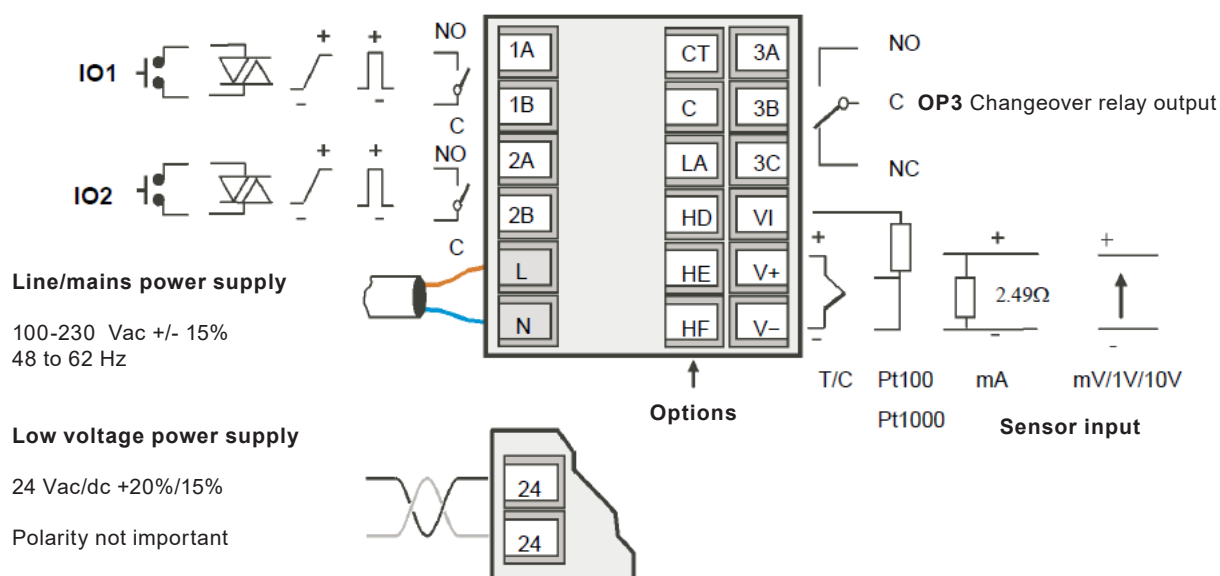 IO1
+
-
+
-
NO
C
IO2
+
-
+
-
NO
C
1A
1B
2A
2B
L
N
CT
C
LA
HD
HE
HF
3A
3B
3C
VI
V+
V–
NO
C OP3 Changeover relay output
NC
Line/mains power supply
100-230 Vac +/- 15%
48 to 62 Hz
+
-
T/C
Pt100
Pt1000
+
2.49Ω
-
mA
+
-
mV/1V/10V
Sensor input
Options
Low voltage power supply
24 Vac/dc +20%/15%
Polarity not important
24
24